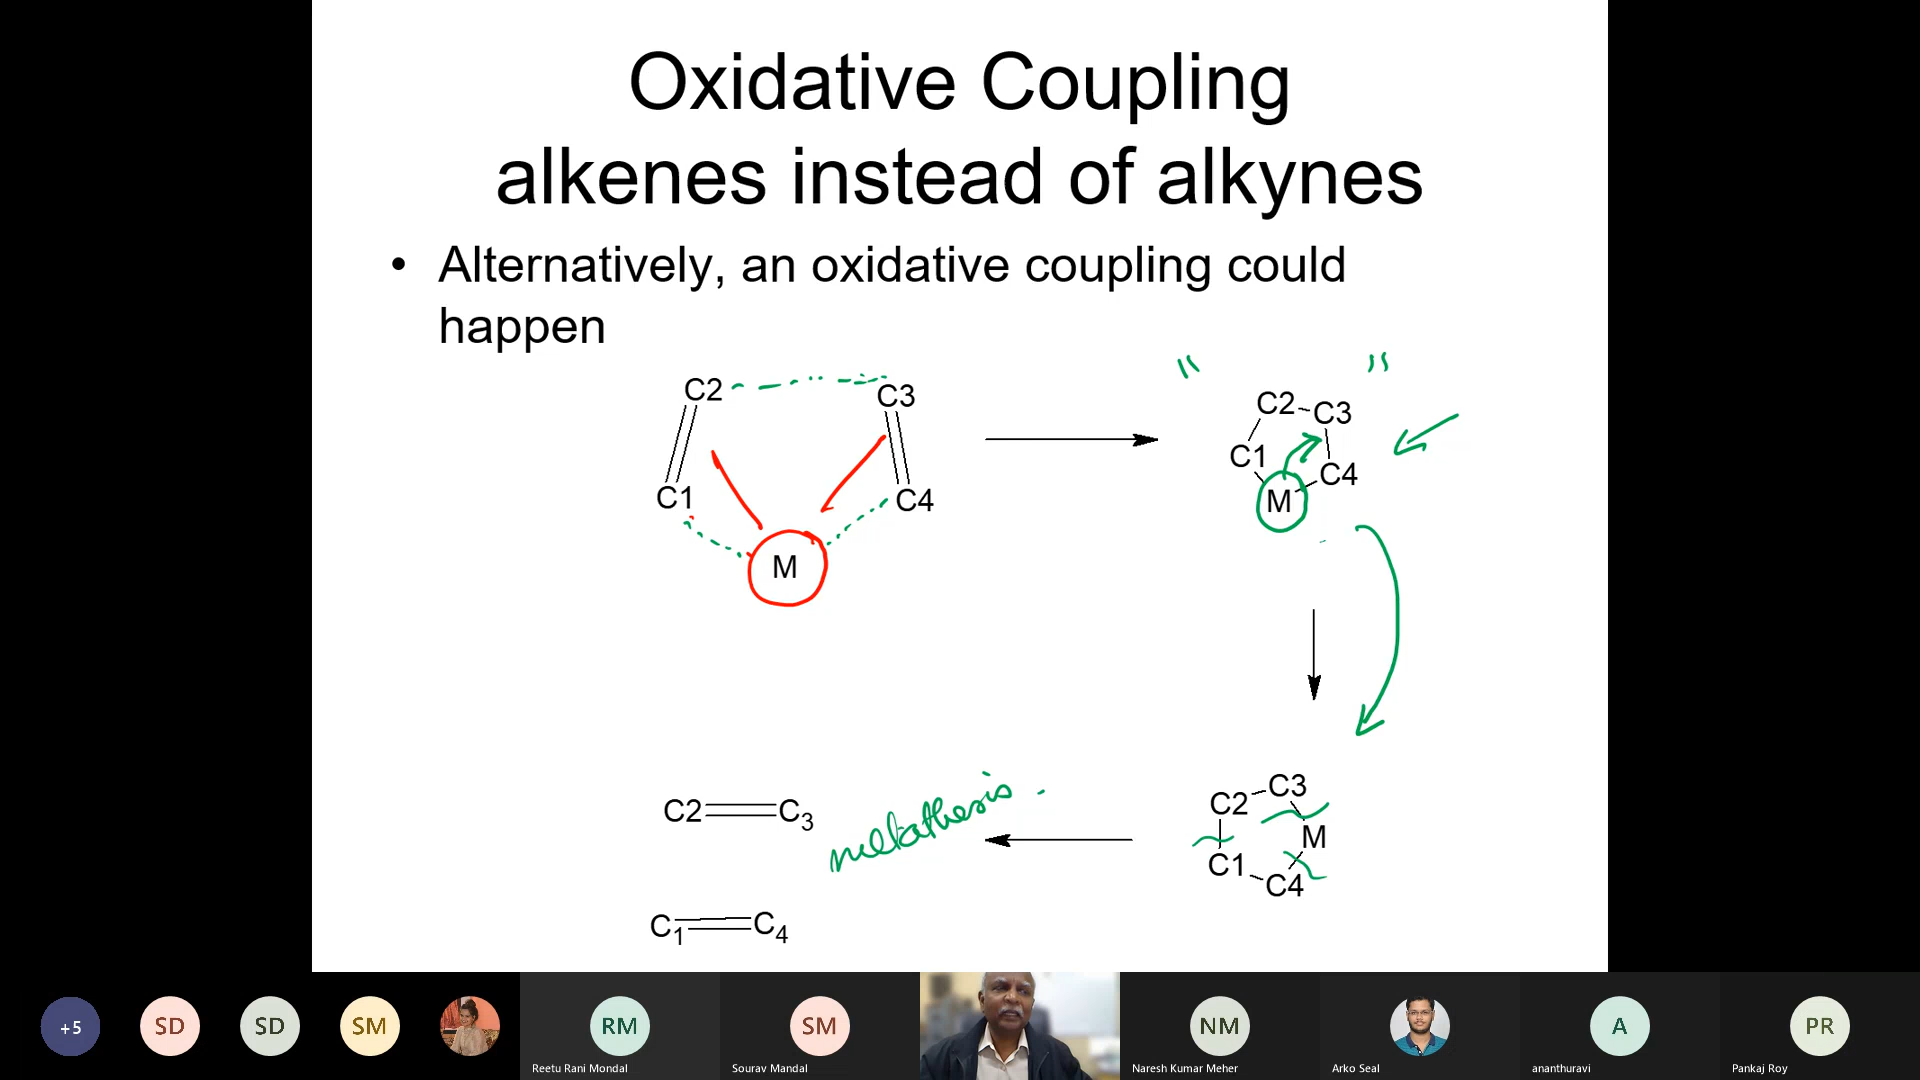 Oxidative Coupling
alkenes instead of alkynes
• Alternatively, an oxidative coupling could
happen
C2 C3
C1 C4
M
" "
C2 C3
C1 C4
M
C2 C3
M
C1 C4
C2 C3
metathesis.
C1 C4
+5 SD SD SM RM SM NM A PR
Reetu Rani Mondal Sourav Mandal Naresh Kumar Meher Arko Seal ananthuravi Pankaj Roy